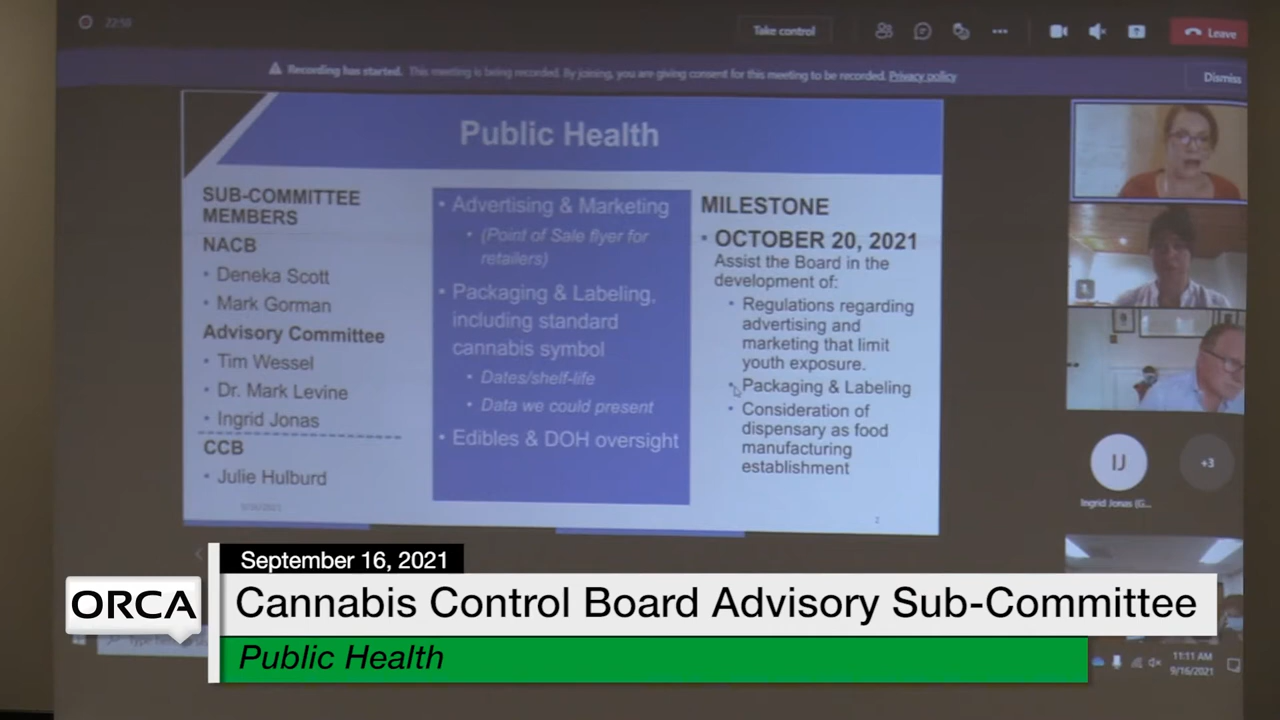 22:50
Take control
Leave
Recording has started. This meeting is being recorded. By joining, you are giving consent for this meeting to be recorded. Privacy policy
Dismiss
Public Health
SUB-COMMITTEE
MEMBERS
NACB
• Deneka Scott
• Mark Gorman
Advisory Committee
• Tim Wessel
• Dr. Mark Levine
• Ingrid Jonas
CCB
• Julie Hulburd
9/16/2021
• Advertising & Marketing
• (Point of Sale flyer for
retailers)
• Packaging & Labeling,
including standard
cannabis symbol
• Dates/shelf-life
• Data we could present
• Edibles & DOH oversight
MILESTONE
• OCTOBER 20, 2021
Assist the Board in the
development of:
• Regulations regarding
advertising and
marketing that limit
youth exposure.
• Packaging & Labeling
• Consideration of
dispensary as food
manufacturing
establishment
2
IJ
+3
Ingrid Jonas (G...
September 16, 2021
ORCA
Cannabis Control Board Advisory Sub-Committee
Public Health
11:11 AM
9/16/2021